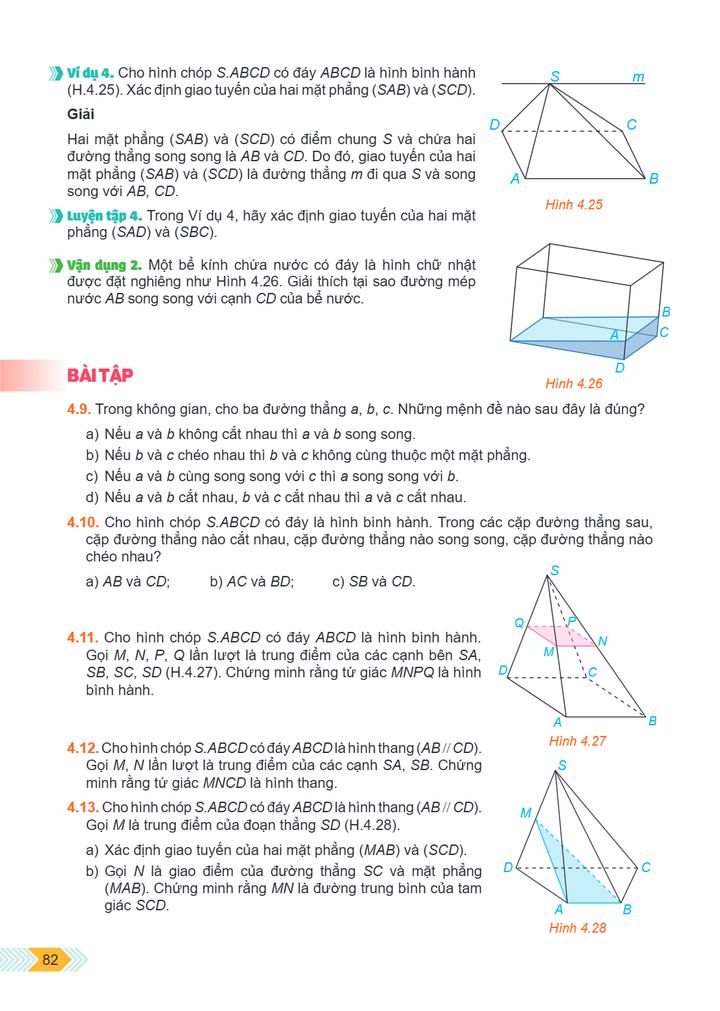 Ví dụ 4. Cho hình chóp S.ABCD có đáy ABCD là hình bình hành
(H.4.25). Xác định giao tuyến của hai mặt phẳng (SAB) và (SCD).
Giải
Hai mặt phẳng (SAB) và (SCD) có điểm chung S và chứa hai
đường thẳng song song là AB và CD. Do đó, giao tuyến của hai
mặt phẳng (SAB) và (SCD) là đường thẳng m đi qua S và song
song với AB, CD.
S
m
D
C
A
B
Hình 4.25
Luyện tập 4. Trong Ví dụ 4, hãy xác định giao tuyến của hai mặt
phẳng (SAD) và (SBC).
Vận dụng 2. Một bể kính chứa nước có đáy là hình chữ nhật
được đặt nghiêng như Hình 4.26. Giải thích tại sao đường mép
nước AB song song với cạnh CD của bể nước.
B
A
C
D
Hình 4.26
BÀI TẬP
4.9. Trong không gian, cho ba đường thẳng a, b, c. Những mệnh đề nào sau đây là đúng?
a) Nếu a và b không cắt nhau thì a và b song song.
b) Nếu b và c chéo nhau thì b và c không cùng thuộc một mặt phẳng.
c) Nếu a và b cùng song song với c thì a song song với b.
d) Nếu a và b cắt nhau, b và c cắt nhau thì a và c cắt nhau.
4.10. Cho hình chóp S.ABCD có đáy là hình bình hành. Trong các cặp đường thẳng sau,
cặp đường thẳng nào cắt nhau, cặp đường thẳng nào song song, cặp đường thẳng nào
chéo nhau?
a) AB và CD; b) AC và BD; c) SB và CD.
4.11. Cho hình chóp S.ABCD có đáy ABCD là hình bình hành.
Gọi M, N, P, Q lần lượt là trung điểm của các cạnh bên SA,
SB, SC, SD (H.4.27). Chứng minh rằng tứ giác MNPQ là hình
bình hành.
S
Q
P
M
N
D
C
A
B
Hình 4.27
4.12. Cho hình chóp S.ABCD có đáy ABCD là hình thang (AB // CD).
Gọi M, N lần lượt là trung điểm của các cạnh SA, SB. Chứng
minh rằng tứ giác MNCD là hình thang.
4.13. Cho hình chóp S.ABCD có đáy ABCD là hình thang (AB // CD).
Gọi M là trung điểm của đoạn thẳng SD (H.4.28).
a) Xác định giao tuyến của hai mặt phẳng (MAB) và (SCD).
b) Gọi N là giao điểm của đường thẳng SC và mặt phẳng
(MAB). Chứng minh rằng MN là đường trung bình của tam
giác SCD.
S
M
D
C
A
B
Hình 4.28
82